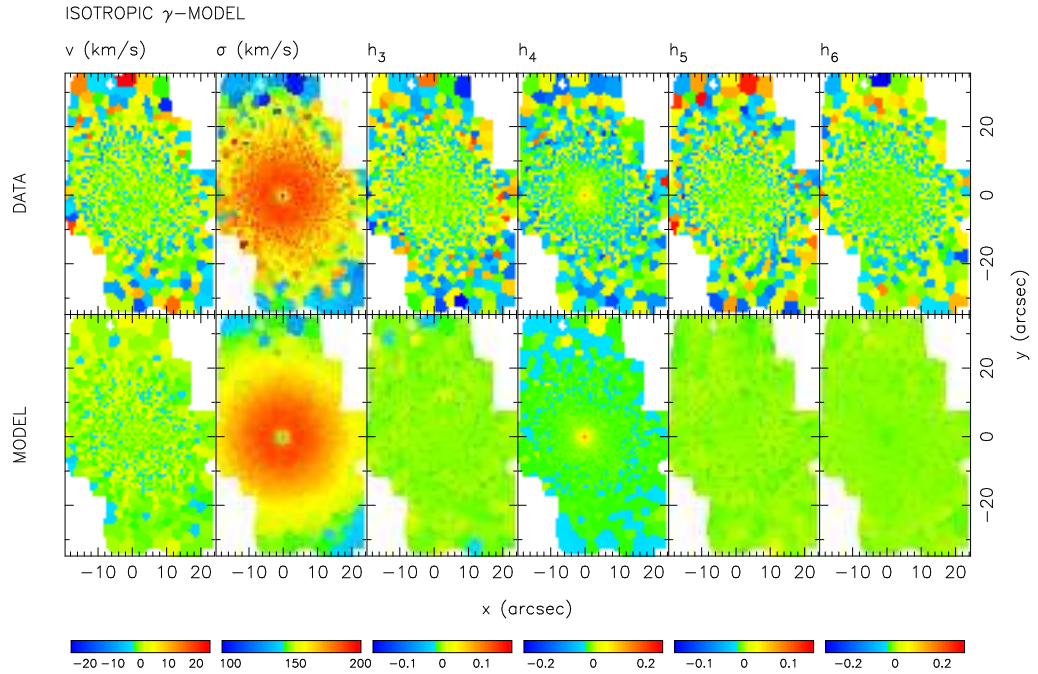 ISOTROPIC γ−MODEL
v (km/s) σ (km/s) h3 h4 h5 h6
DATA
20
0
−20
MODEL
20
0
−20
y (arcsec)
−10 0 10 20 −10 0 10 20 −10 0 10 20 −10 0 10 20 −10 0 10 20 −10 0 10 20
x (arcsec)
−20 −10 0 10 20 100 150 200 −0.1 0 0.1 −0.2 0 0.2 −0.1 0 0.1 −0.2 0 0.2